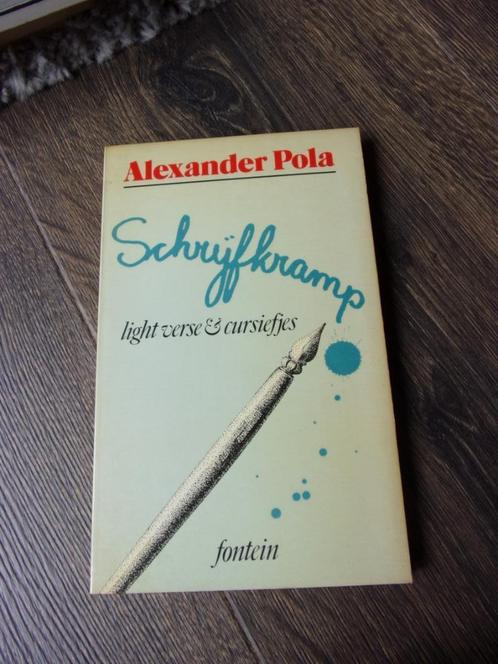 Alexander Pola
Schrijfkramp
light verse & cursiefjes
fontein